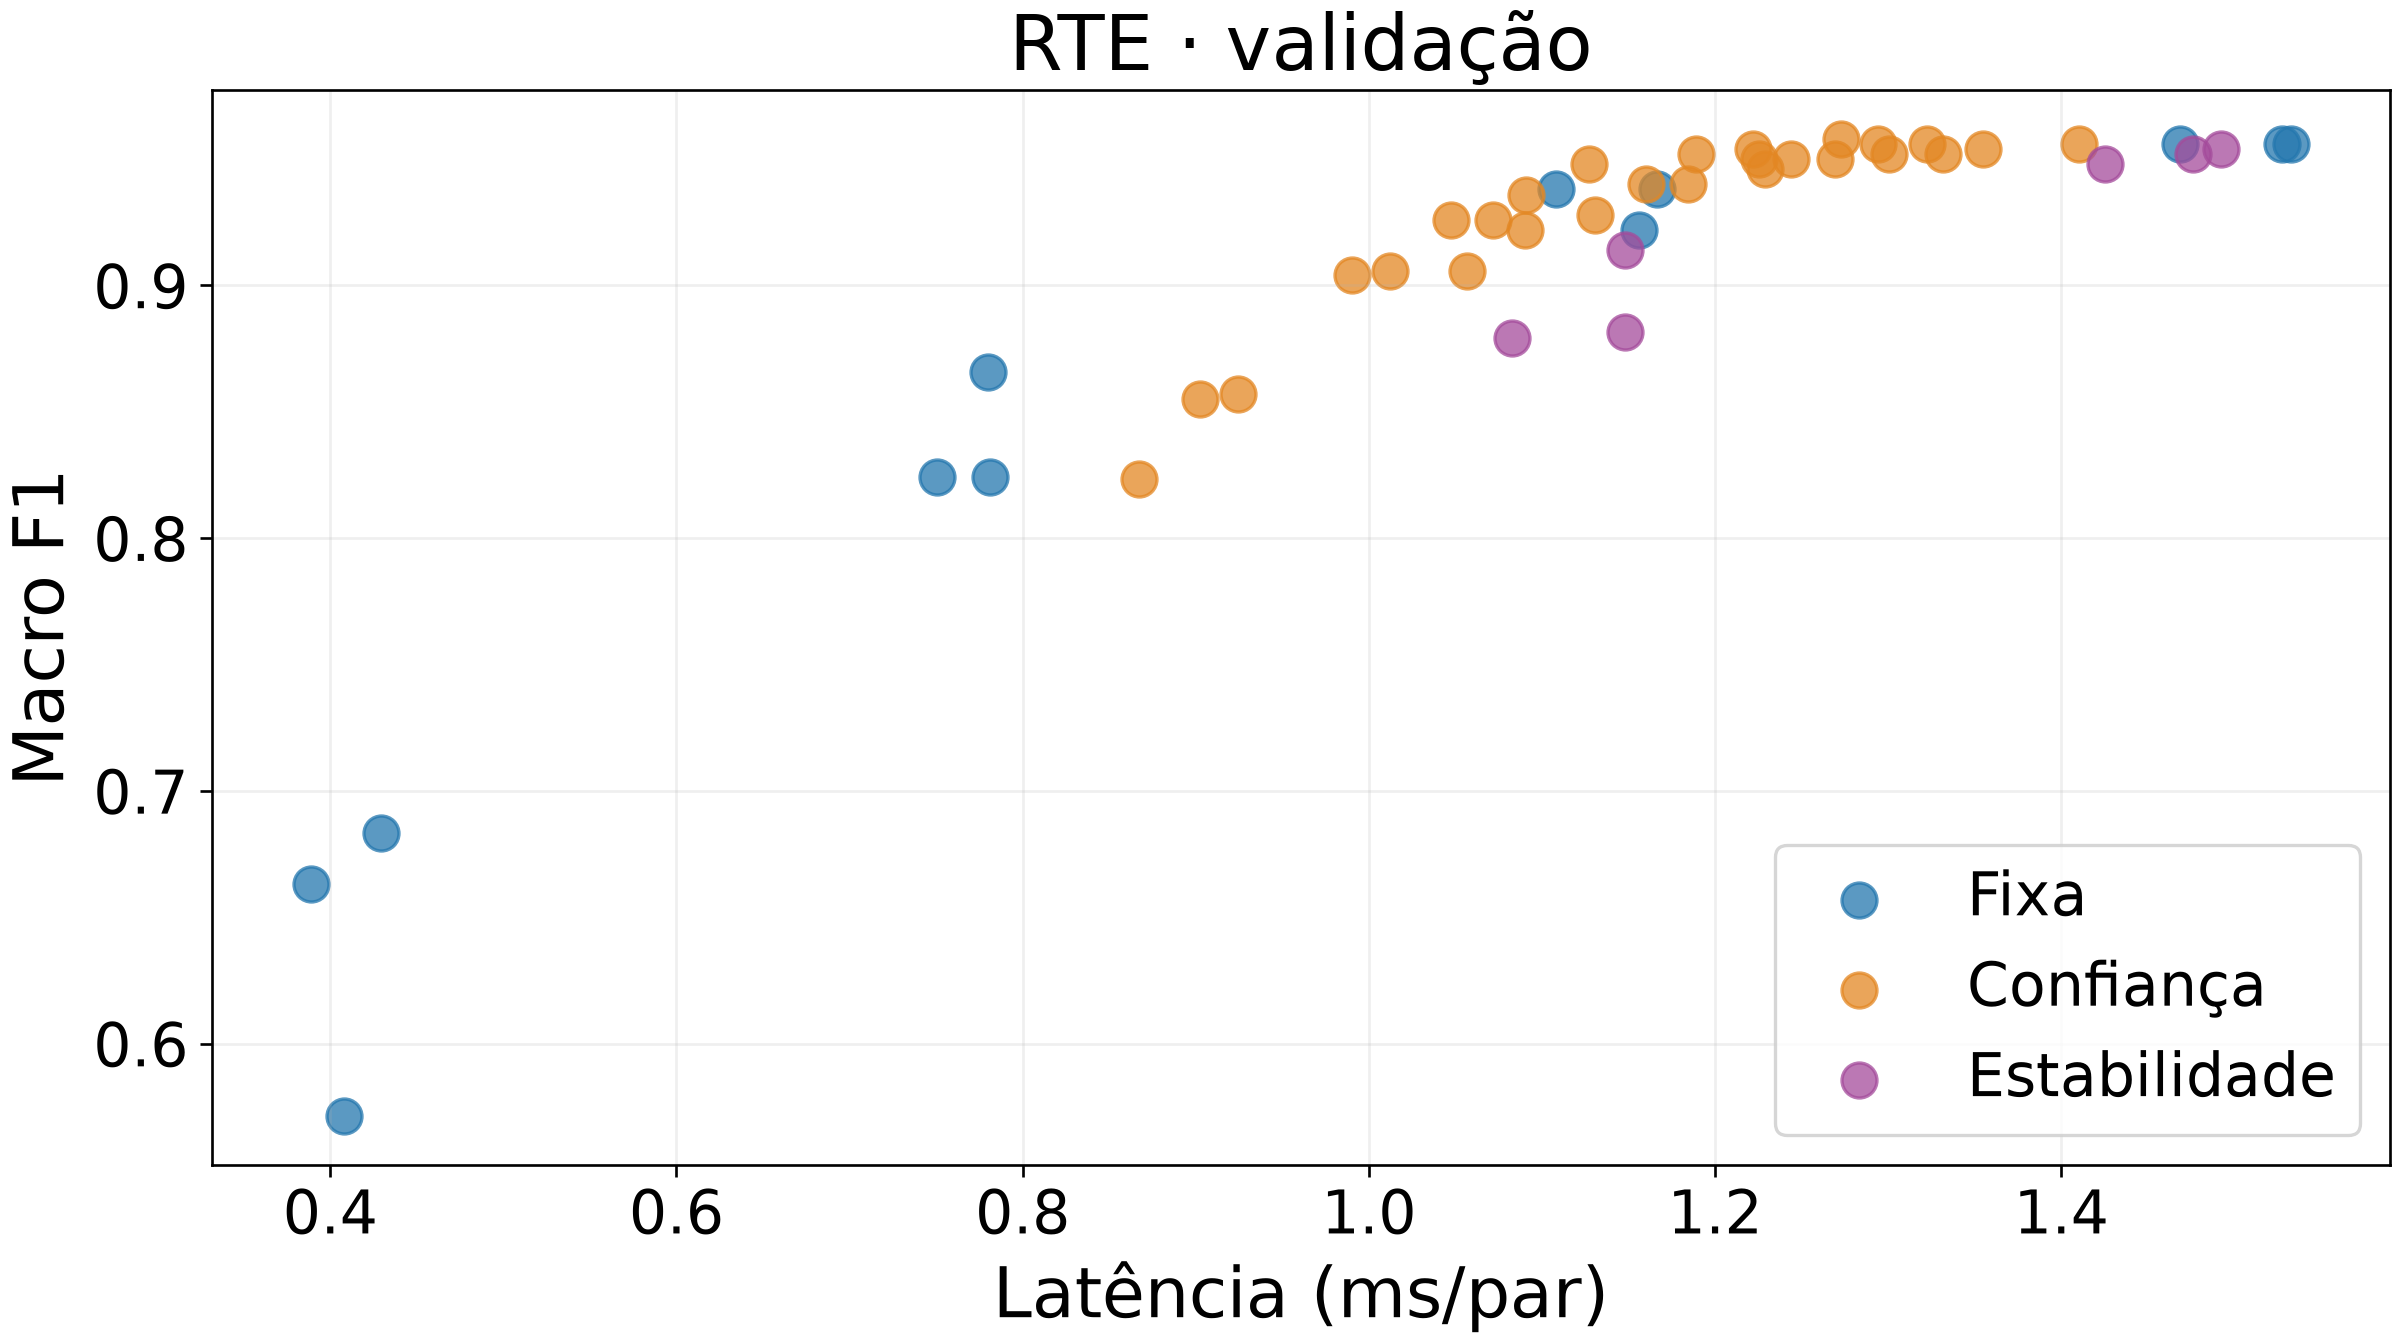 RTE · validação
Macro F1
0.9
0.8
0.7
0.6
Fixa
Confiança
Estabilidade
0.4 0.6 0.8 1.0 1.2 1.4
Latência (ms/par)